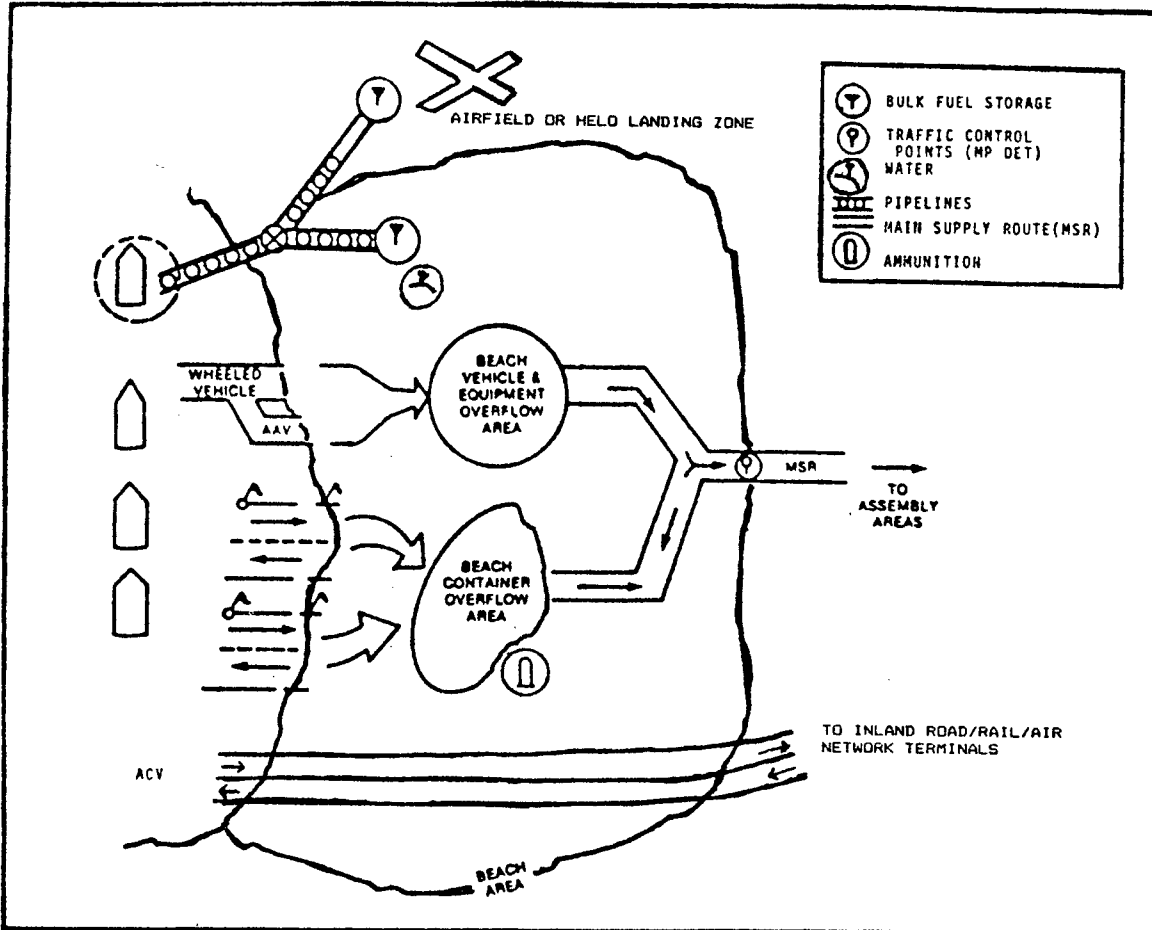 AIRFIELD OR HELO LANDING ZONE
BULK FUEL STORAGE
TRAFFIC CONTROL
POINTS (MP DET)
WATER
PIPELINES
MAIN SUPPLY ROUTE(MSR)
AMMUNITION
WHEELED
VEHICLE
AAV
BEACH
VEHICLE &
EQUIPMENT
OVERFLOW
AREA
MSR
TO
ASSEMBLY
AREAS
BEACH
CONTAINER
OVERFLOW
AREA
ACV
TO INLAND ROAD/RAIL/AIR
NETWORK TERMINALS
BEACH
AREA